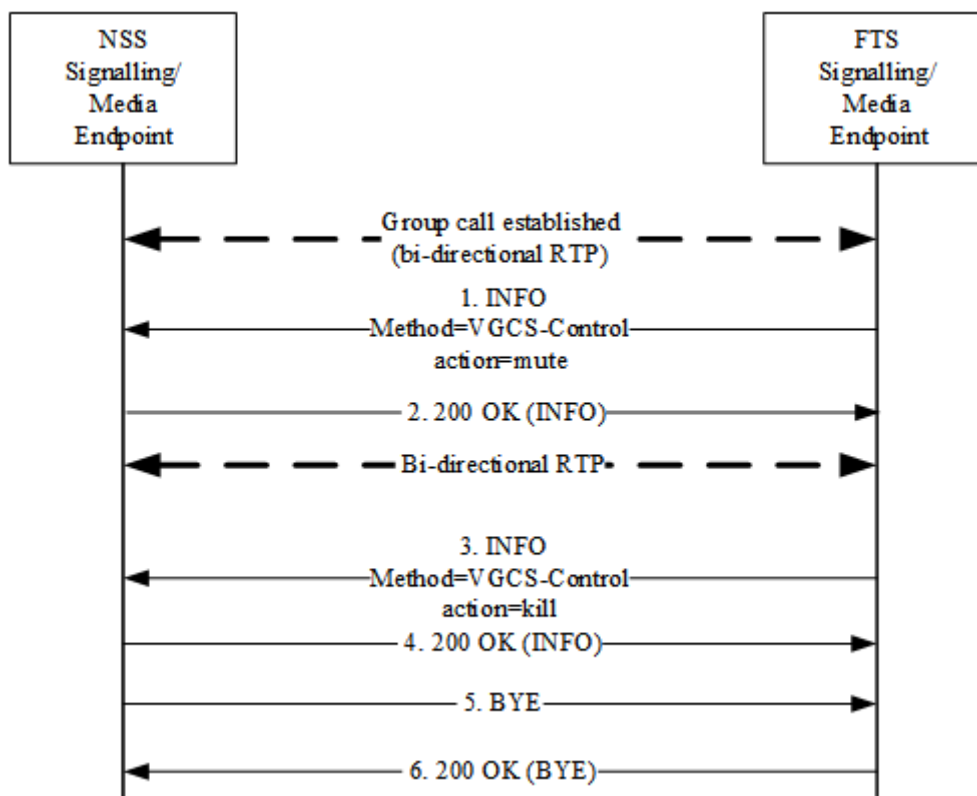 NSS
Signalling/
Media
Endpoint
FTS
Signalling/
Media
Endpoint
Group call established
(bi-directional RTP)
1. INFO
Method=VGCS-Control
action=mute
2. 200 OK (INFO)
Bi-directional RTP
3. INFO
Method=VGCS-Control
action=kill
4. 200 OK (INFO)
5. BYE
6. 200 OK (BYE)